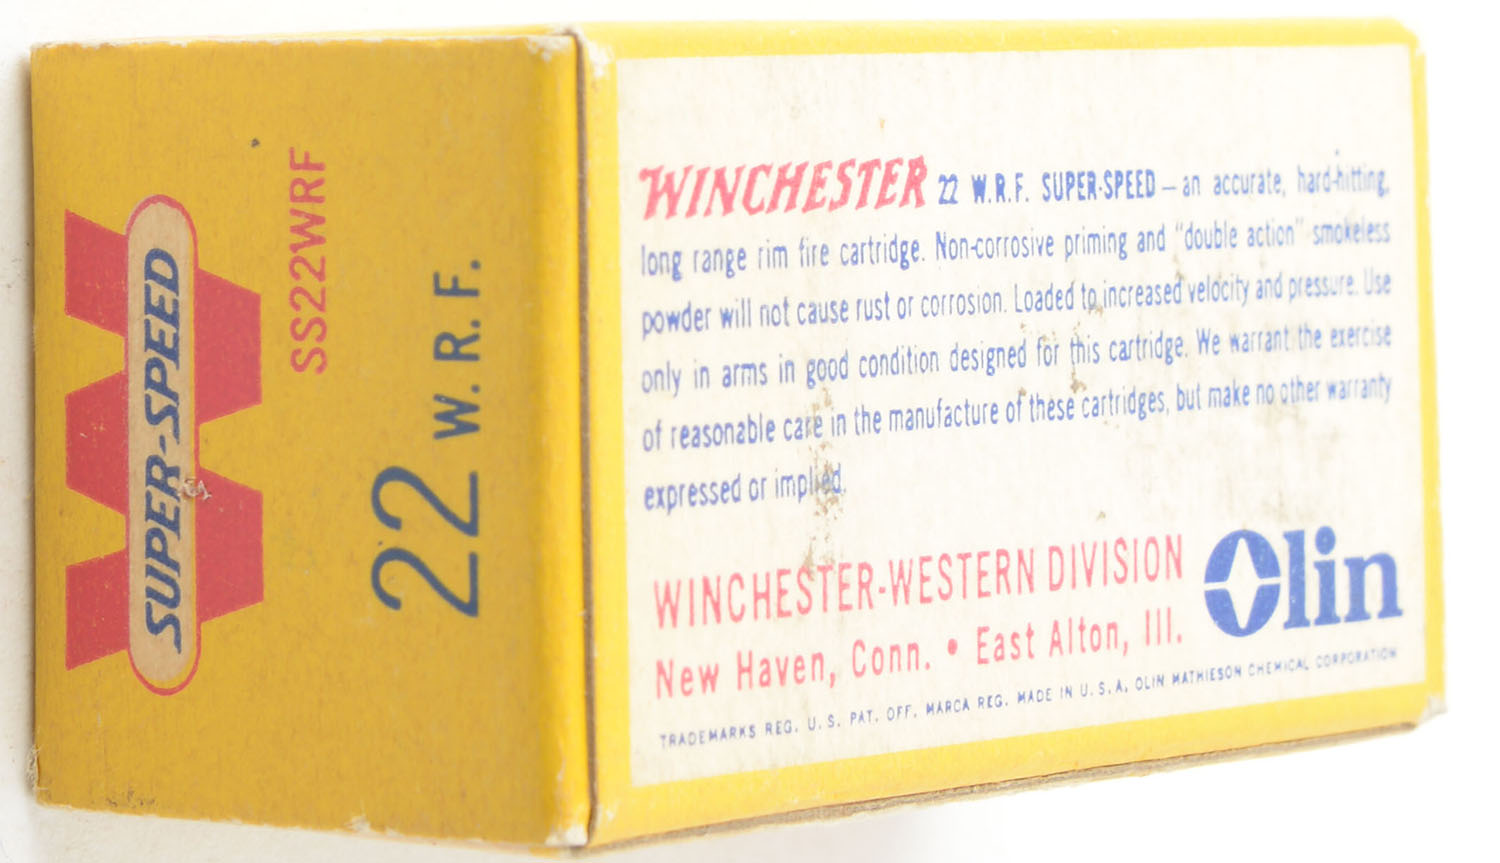 SUPER-SPEED
SS22WRF
22 W.R.F.
WINCHESTER 22 W.R.F. SUPER-SPEED — an accurate, hard-hitting,
long range rim fire cartridge. Non-corrosive priming and "double action" smokeless
powder will not cause rust or corrosion. Loaded to increased velocity and pressure. Use
only in arms in good condition designed for this cartridge. We warrant the exercise
of reasonable care in the manufacture of these cartridges, but make no other warranty
expressed or implied.
WINCHESTER-WESTERN DIVISION
New Haven, Conn. • East Alton, Ill.
Olin
TRADEMARKS REG. U. S. PAT. OFF. MARCA REG. MADE IN U. S. A. OLIN MATHIESON CHEMICAL CORPORATION